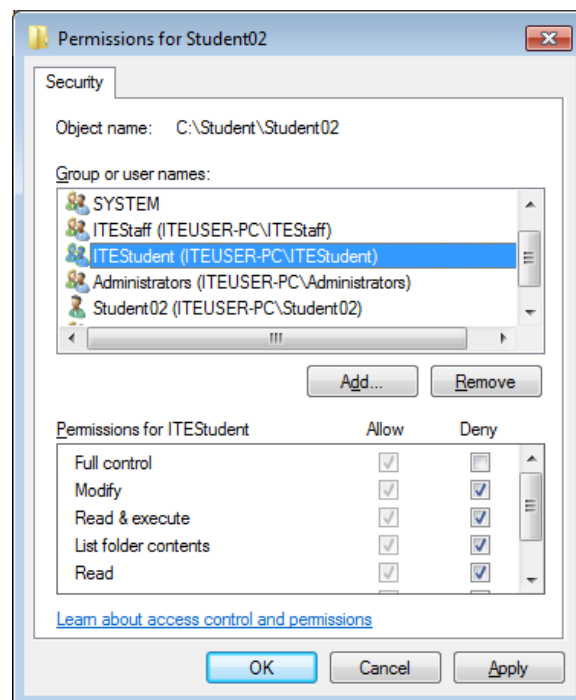 Permissions for Student02
Security
Object name: C:\Student\Student02
Group or user names:
SYSTEM
ITEStaff (ITEUSER-PC\ITEStaff)
ITEStudent (ITEUSER-PC\ITEStudent)
Administrators (ITEUSER-PC\Administrators)
Student02 (ITEUSER-PC\Student02)
Add... Remove
Permissions for ITEStudent Allow Deny
Full control
Modify
Read & execute
List folder contents
Read
Learn about access control and permissions
OK Cancel Apply